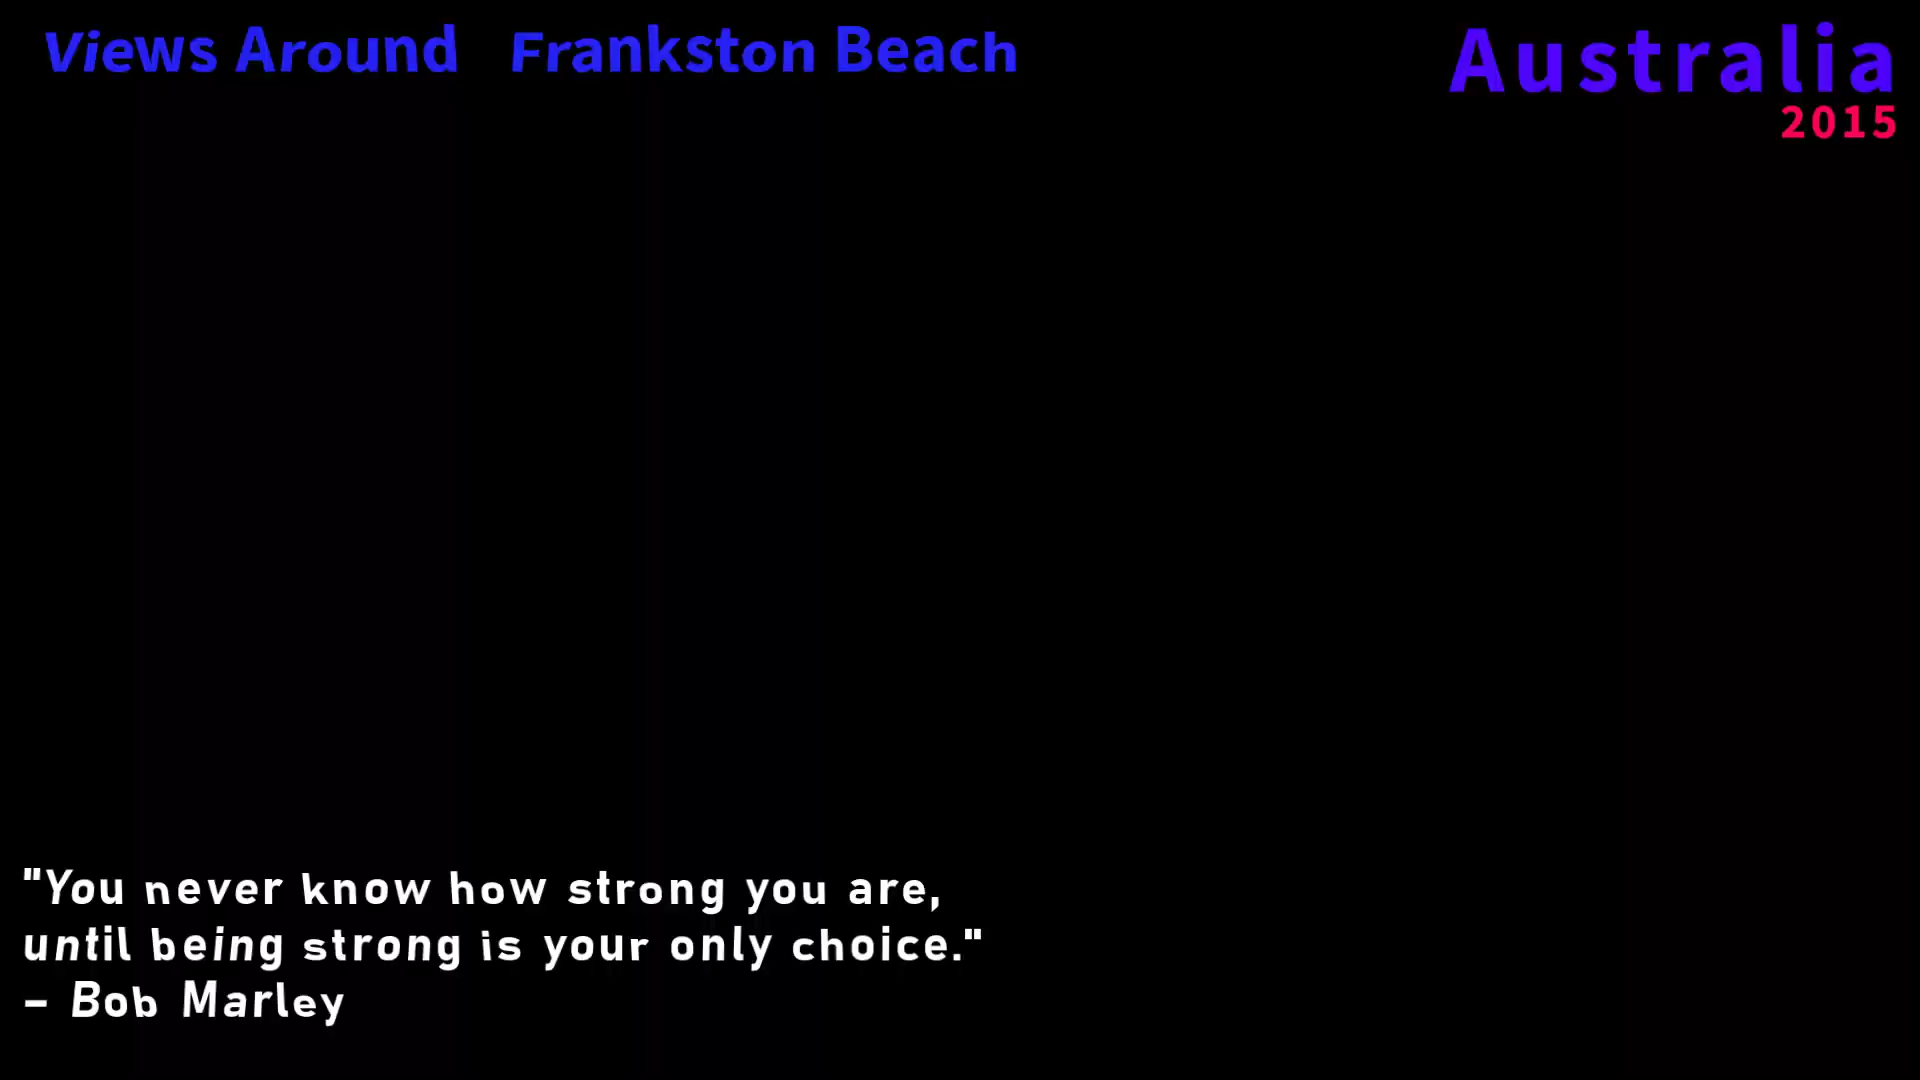 Views Around Frankston Beach
Australia
2015
"You never know how strong you are,
until being strong is your only choice."
– Bob Marley